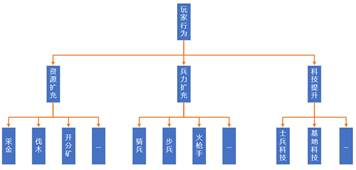 玩家行为
资源扩充
兵力扩充
科技提升
采金
伐木
开分矿
...
骑兵
步兵
火枪手
...
士兵科技
基地科技
...